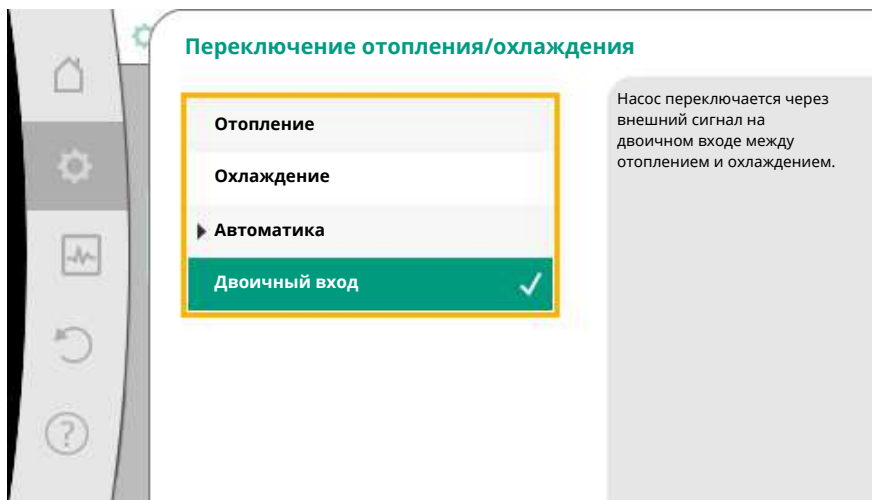 Переключение отопления/охлаждения
Отопление
Охлаждение
Автоматика
Двоичный вход
Насос переключается через
внешний сигнал на
двоичном входе между
отоплением и охлаждением.
?